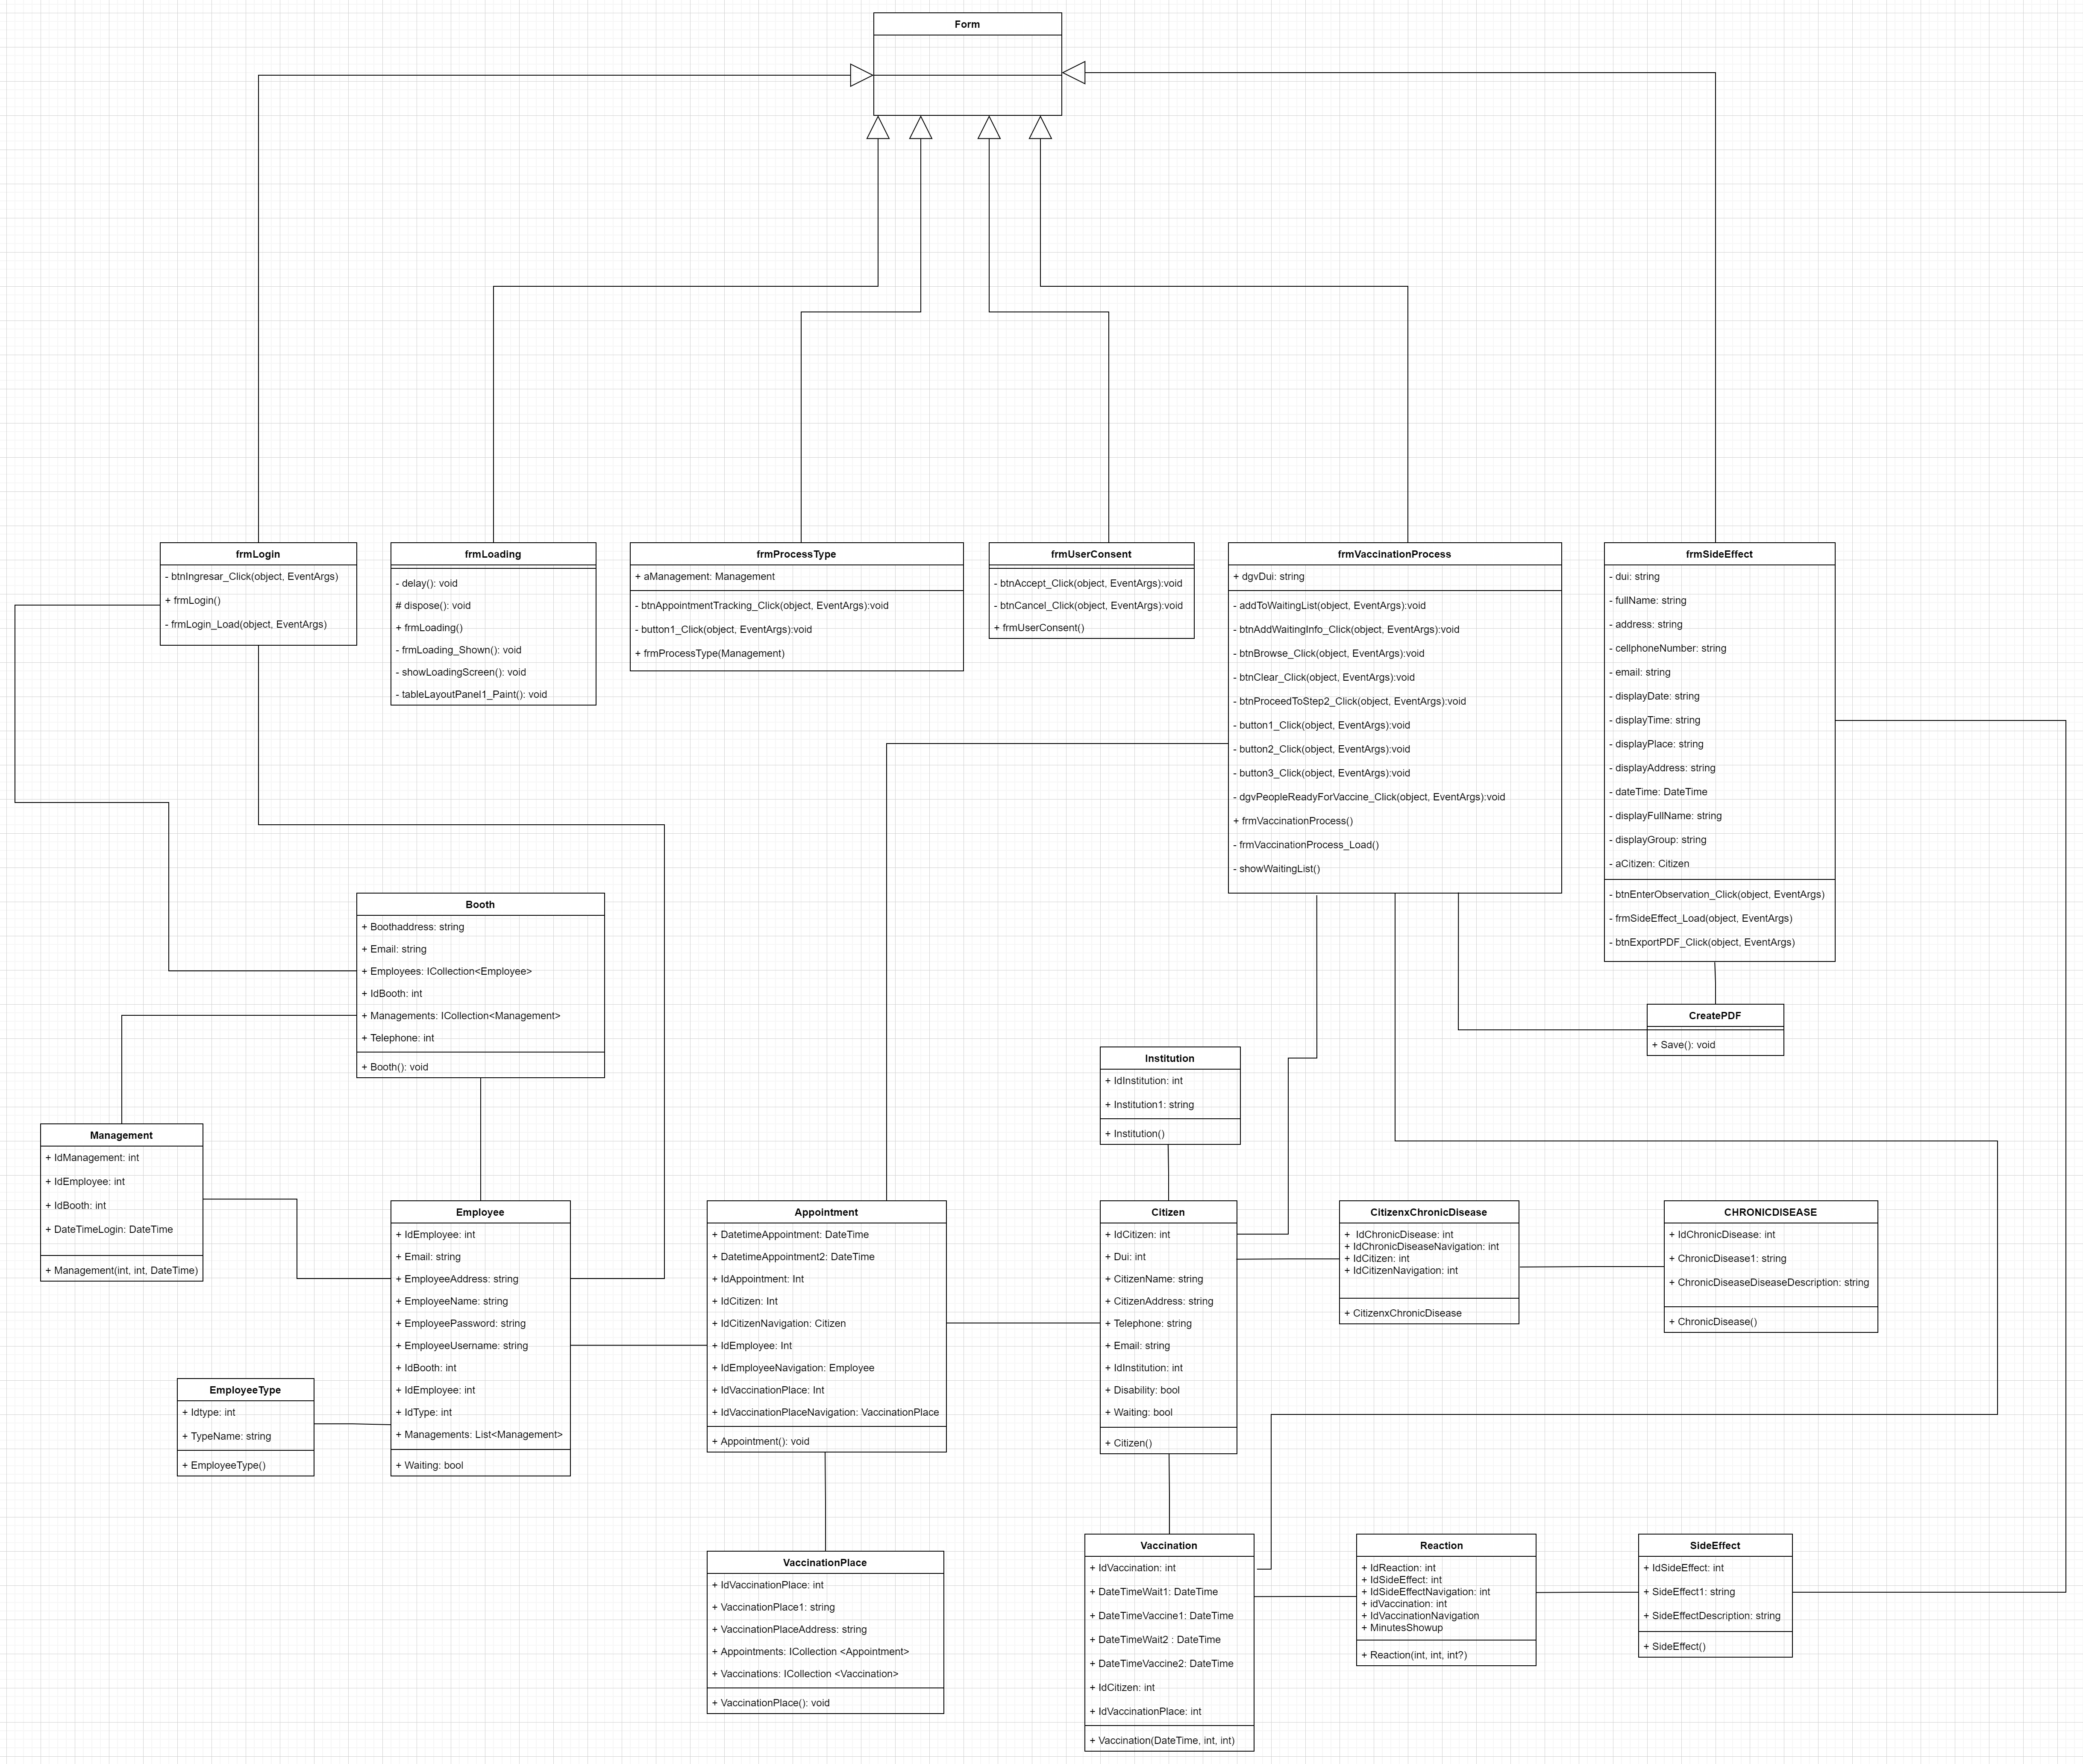 Form
frmLogin
- btnIngresar_Click(object, EventArgs)
+ frmLogin()
- frmLogin_Load(object, EventArgs)
frmLoading
- delay(): void
# dispose(): void
+ frmLoading()
- frmLoading_Shown(): void
- showLoadingScreen(): void
- tableLayoutPanel1_Paint(): void
frmProcessType
+ aManagement: Management
- btnAppointmentTracking_Click(object, EventArgs):void
- button1_Click(object, EventArgs):void
+ frmProcessType(Management)
frmUserConsent
- btnAccept_Click(object, EventArgs):void
- btnCancel_Click(object, EventArgs):void
+ frmUserConsent()
frmVaccinationProcess
+ dgvDui: string
- addToWaitingList(object, EventArgs):void
- btnAddWaitingInfo_Click(object, EventArgs):void
- btnBrowse_Click(object, EventArgs):void
- btnClear_Click(object, EventArgs):void
- btnProceedToStep2_Click(object, EventArgs):void
- button1_Click(object, EventArgs):void
- button2_Click(object, EventArgs):void
- button3_Click(object, EventArgs):void
- dgvPeopleReadyForVaccine_Click(object, EventArgs):void
+ frmVaccinationProcess()
- frmVaccinationProcess_Load()
- showWaitingList()
frmSideEffect
- dui: string
- fullName: string
- address: string
- cellphoneNumber: string
- email: string
- displayDate: string
- displayTime: string
- displayPlace: string
- displayAddress: string
- dateTime: DateTime
- displayFullName: string
- displayGroup: string
- aCitizen: Citizen
- btnEnterObservation_Click(object, EventArgs)
- frmSideEffect_Load(object, EventArgs)
- btnExportPDF_Click(object, EventArgs)
Booth
+ Boothaddress: string
+ Email: string
+ Employees: ICollection<Employee>
+ IdBooth: int
+ Managements: ICollection<Management>
+ Telephone: int
+ Booth(): void
CreatePDF
+ Save(): void
Institution
+ IdInstitution: int
+ Institution1: string
+ Institution()
Management
+ IdManagement: int
+ IdEmployee: int
+ IdBooth: int
+ DateTimeLogin: DateTime
+ Management(int, int, DateTime)
Employee
+ IdEmployee: int
+ Email: string
+ EmployeeAddress: string
+ EmployeeName: string
+ EmployeePassword: string
+ EmployeeUsername: string
+ IdBooth: int
+ IdEmployee: int
+ IdType: int
+ Managements: List<Management>
+ Waiting: bool
Appointment
+ DatetimeAppointment: DateTime
+ DatetimeAppointment2: DateTime
+ IdAppointment: Int
+ IdCitizen: Int
+ IdCitizenNavigation: Citizen
+ IdEmployee: Int
+ IdEmployeeNavigation: Employee
+ IdVaccinationPlace: Int
+ IdVaccinationPlaceNavigation: VaccinationPlace
+ Appointment(): void
Citizen
+ IdCitizen: int
+ Dui: int
+ CitizenName: string
+ CitizenAddress: string
+ Telephone: string
+ Email: string
+ IdInstitution: int
+ Disability: bool
+ Waiting: bool
+ Citizen()
CitizenxChronicDisease
+ IdChronicDisease: int
+ IdChronicDiseaseNavigation: int
+ IdCitizen: int
+ IdCitizenNavigation: int
+ CitizenxChronicDisease
CHRONICDISEASE
+ IdChronicDisease: int
+ ChronicDisease1: string
+ ChronicDiseaseDiseaseDescription: string
+ ChronicDisease()
EmployeeType
+ Idtype: int
+ TypeName: string
+ EmployeeType()
VaccinationPlace
+ IdVaccinationPlace: int
+ VaccinationPlace1: string
+ VaccinationPlaceAddress: string
+ Appointments: ICollection <Appointment>
+ Vaccinations: ICollection <Vaccination>
+ VaccinationPlace(): void
Vaccination
+ IdVaccination: int
+ DateTimeWait1: DateTime
+ DateTimeVaccine1: DateTime
+ DateTimeWait2 : DateTime
+ DateTimeVaccine2: DateTime
+ IdCitizen: int
+ IdVaccinationPlace: int
+ Vaccination(DateTime, int, int)
Reaction
+ IdReaction: int
+ IdSideEffect: int
+ IdSideEffectNavigation: int
+ idVaccination: int
+ IdVaccinationNavigation
+ MinutesShowup
+ Reaction(int, int, int?)
SideEffect
+ IdSideEffect: int
+ SideEffect1: string
+ SideEffectDescription: string
+ SideEffect()